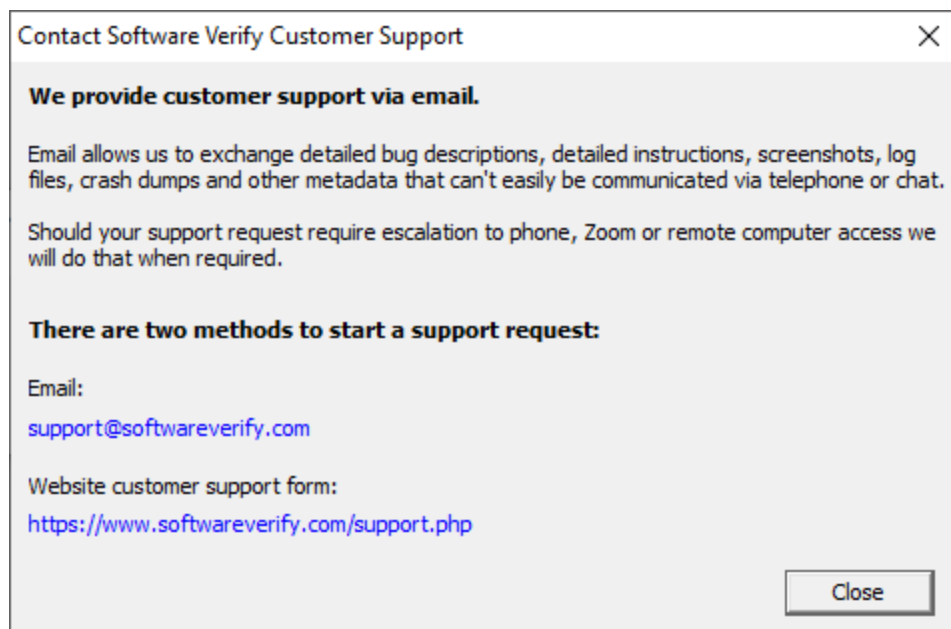 Contact Software Verify Customer Support
We provide customer support via email.
Email allows us to exchange detailed bug descriptions, detailed instructions, screenshots, log
files, crash dumps and other metadata that can't easily be communicated via telephone or chat.
Should your support request require escalation to phone, Zoom or remote computer access we
will do that when required.
There are two methods to start a support request:
Email:
support@softwareverify.com
Website customer support form:
https://www.softwareverify.com/support.php
Close